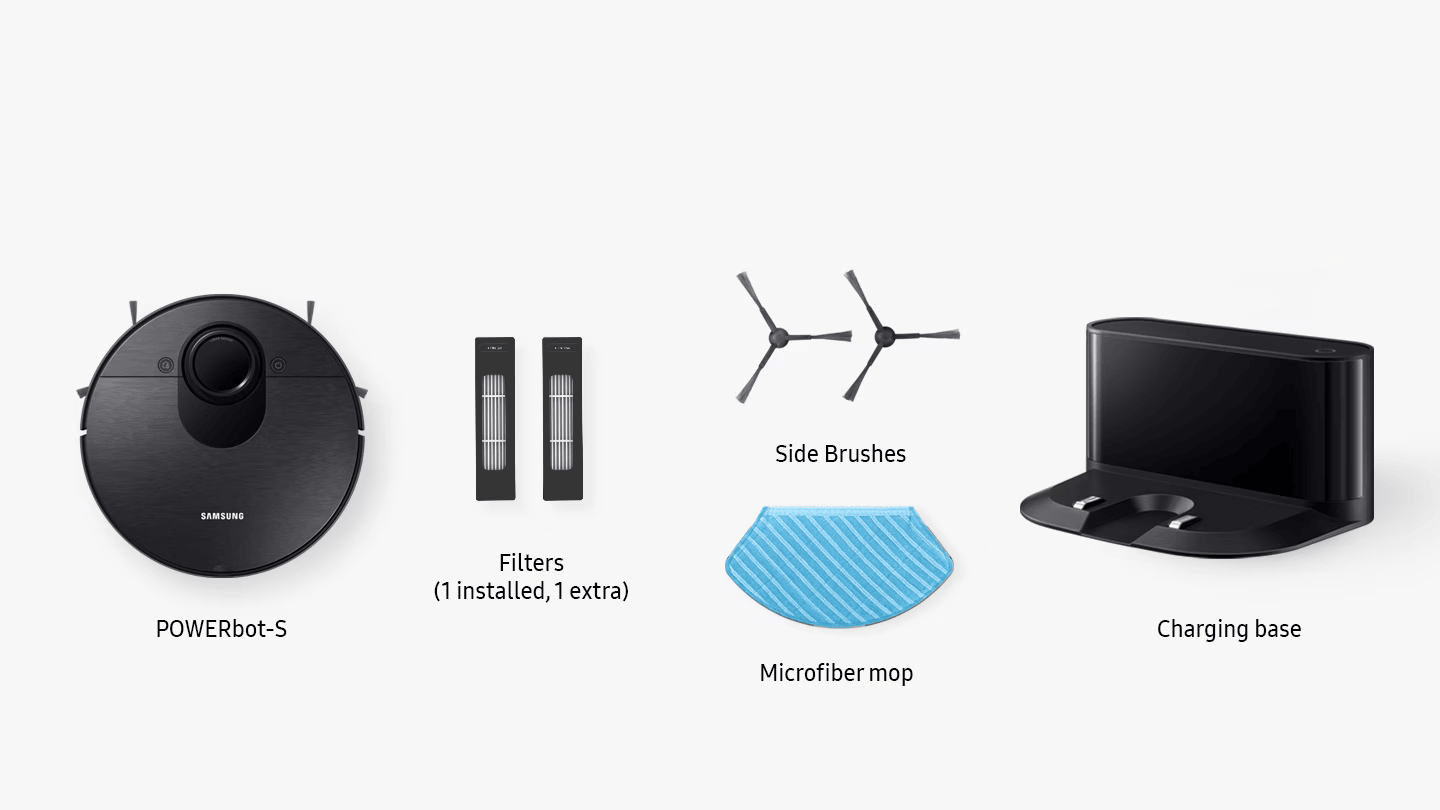 SAMSUNG
POWERbot-S
Filters
(1 installed, 1 extra)
Side Brushes
Microfiber mop
Charging base